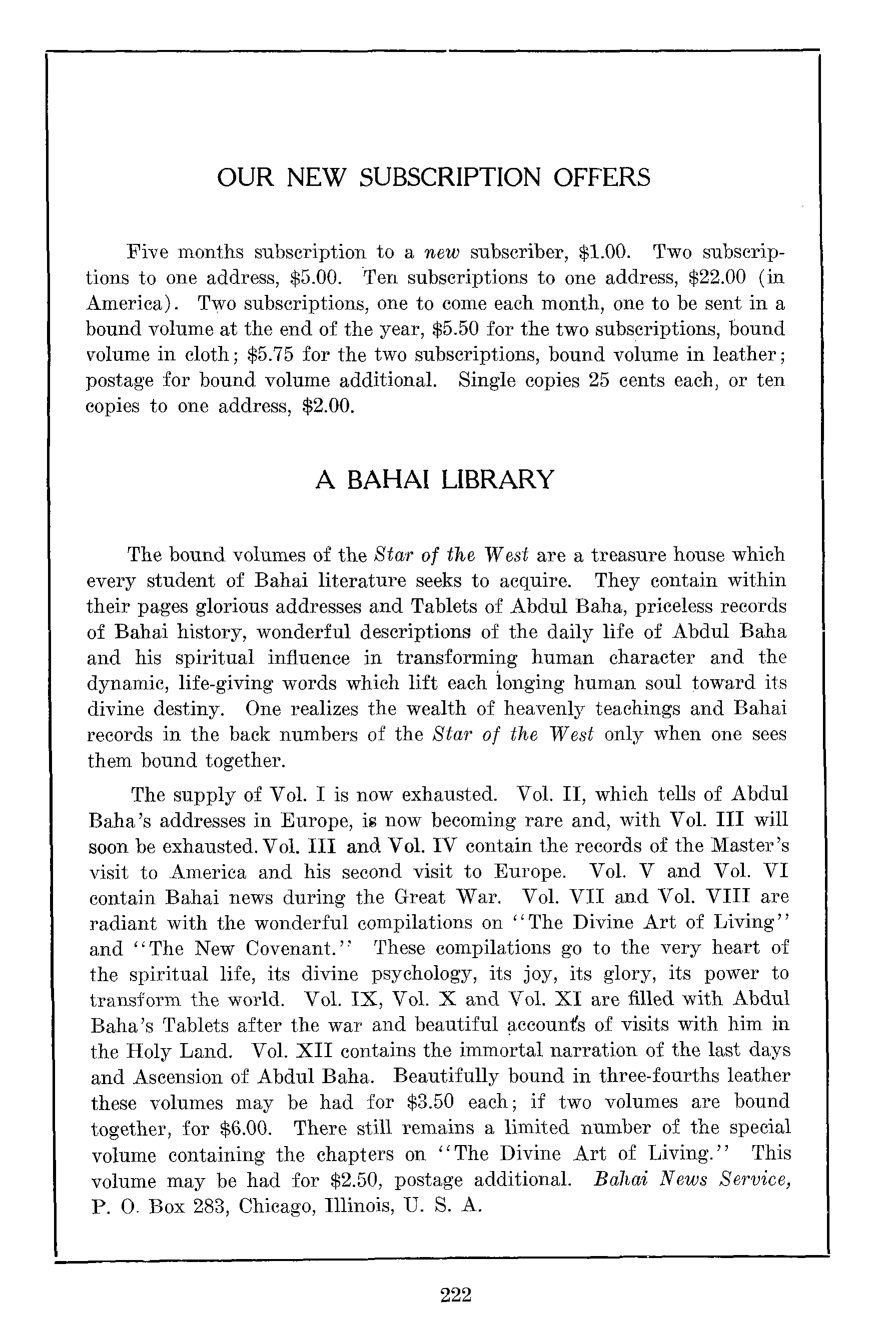 OUR NEW SUBSCRIPTION OFFERS
Five months subscription to a new subscriber, $1.00. Two subscrip-
tions to one address, $5.00. Ten subscriptions to one address, $22.00 (in
America). Two subscriptions, one to come each month, one to be sent in a
bound volume at the end of the year, $5.50 for the two subscriptions, bound
volume in cloth; $5.75 for the two subscriptions, bound volume in leather;
postage for bound volume additional. Single copies 25 cents each, or ten
copies to one address, $2.00.
A BAHAI LIBRARY
The bound volumes of the Star of the West are a treasure house which
every student of Bahai literature seeks to acquire. They contain within
their pages glorious addresses and Tablets of Abdul Baha, priceless records
of Bahai history, wonderful descriptions of the daily life of Abdul Baha
and his spiritual influence in transforming human character and the
dynamic, life-giving words which lift each longing human soul toward its
divine destiny. One realizes the wealth of heavenly teachings and Bahai
records in the back numbers of the Star of the West only when one sees
them bound together.
The supply of Vol. I is now exhausted. Vol. II, which tells of Abdul
Baha's addresses in Europe, is now becoming rare and, with Vol. III will
soon be exhausted. Vol. III and Vol. IV contain the records of the Master's
visit to America and his second visit to Europe. Vol. V and Vol. VI
contain Bahai news during the Great War. Vol. VII and Vol. VIII are
radiant with the wonderful compilations on "The Divine Art of Living"
and "The New Covenant." These compilations go to the very heart of
the spiritual life, its divine psychology, its joy, its glory, its power to
transform the world. Vol. IX, Vol. X and Vol. XI are filled with Abdul
Baha's Tablets after the war and beautiful accounts of visits with him in
the Holy Land. Vol. XII contains the immortal narration of the last days
and Ascension of Abdul Baha. Beautifully bound in three-fourths leather
these volumes may be had for $3.50 each; if two volumes are bound
together, for $6.00. There still remains a limited number of the special
volume containing the chapters on "The Divine Art of Living." This
volume may be had for $2.50, postage additional. Bahai News Service,
P. O. Box 283, Chicago, Illinois, U. S. A.
222